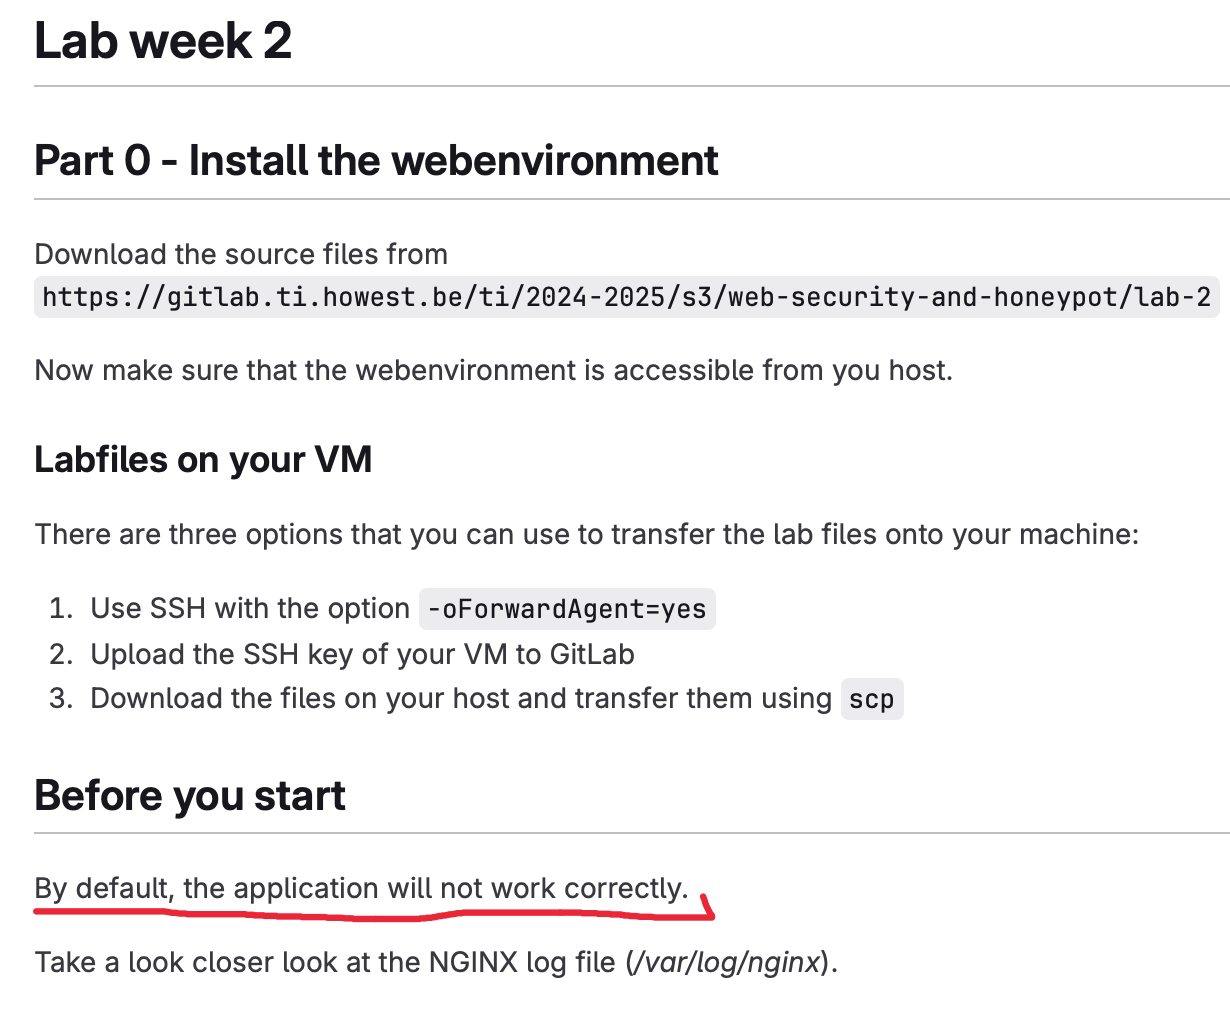 Lab week 2
Part 0 - Install the webenvironment
Download the source files from
https://gitlab.ti.howest.be/ti/2024-2025/s3/web-security-and-honeypot/lab-2
Now make sure that the webenvironment is accessible from you host.
Labfiles on your VM
There are three options that you can use to transfer the lab files onto your machine:
1. Use SSH with the option -oForwardAgent=yes
2. Upload the SSH key of your VM to GitLab
3. Download the files on your host and transfer them using scp
Before you start
By default, the application will not work correctly.
Take a look closer look at the NGINX log file (/var/log/nginx).